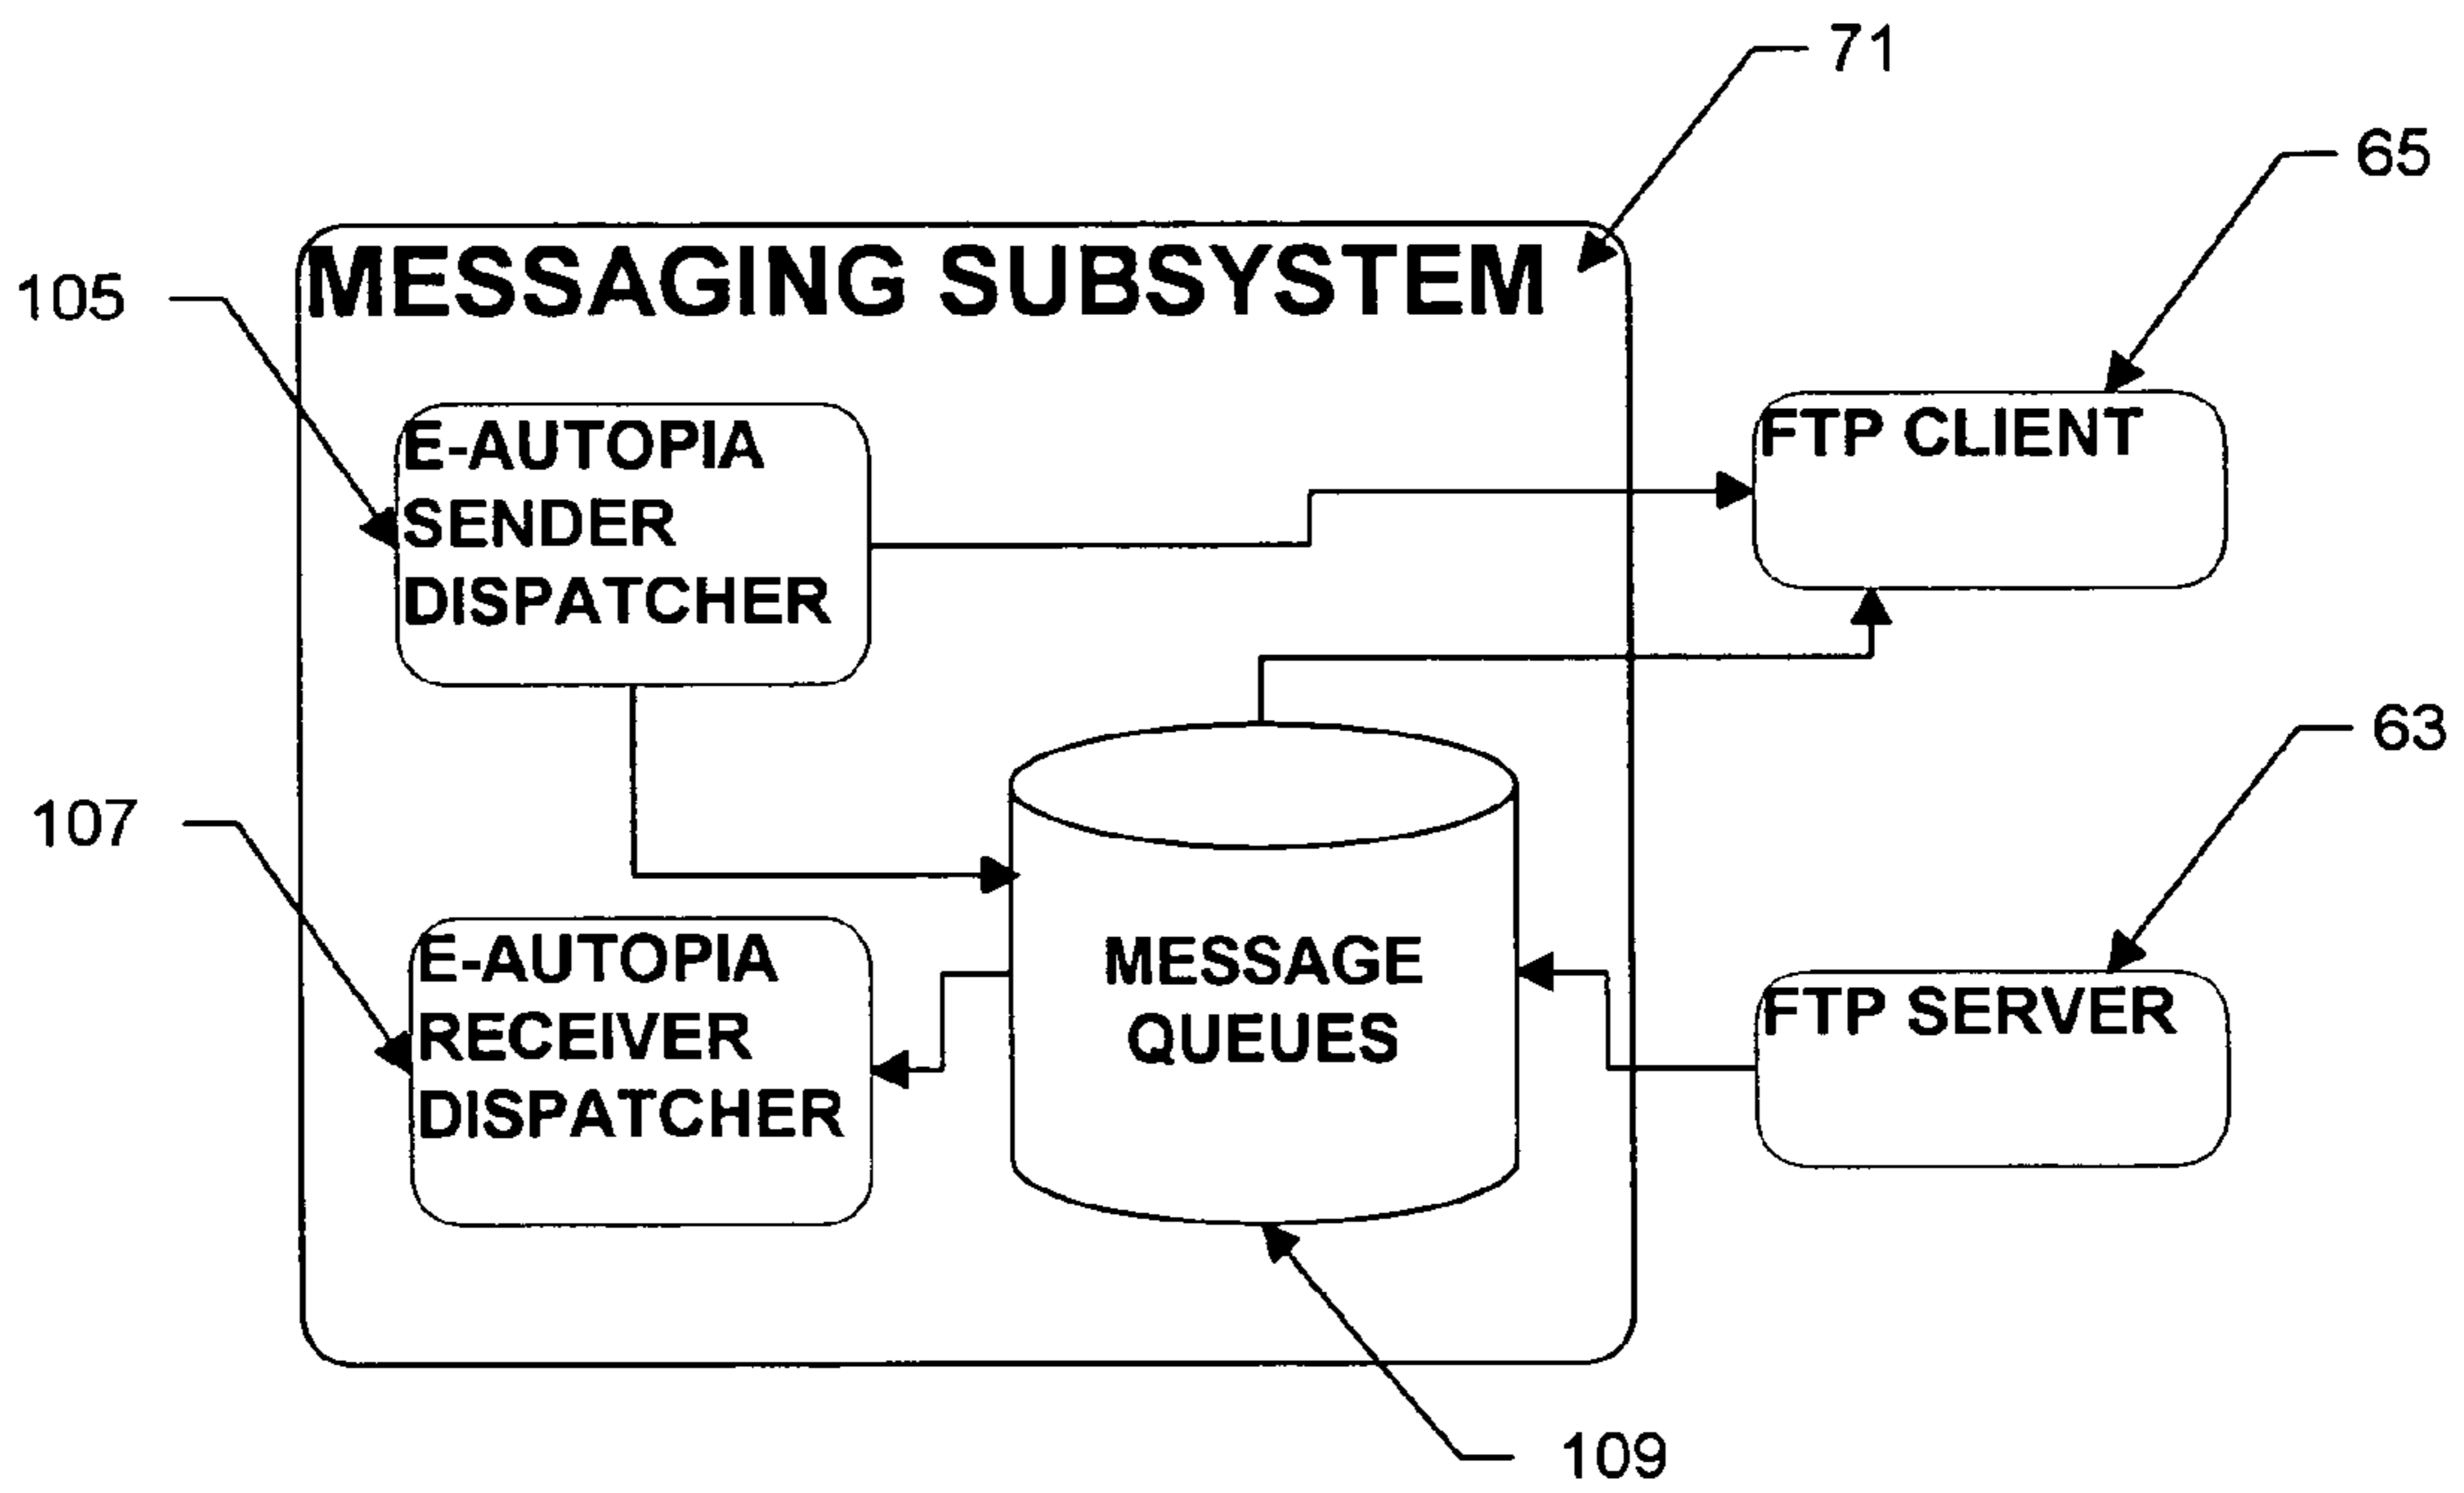 71
65
MESSAGING SUBSYSTEM
105
E-AUTOPIA
SENDER
DISPATCHER
FTP CLIENT
63
107
E-AUTOPIA
RECEIVER
DISPATCHER
MESSAGE
QUEUES
FTP SERVER
109